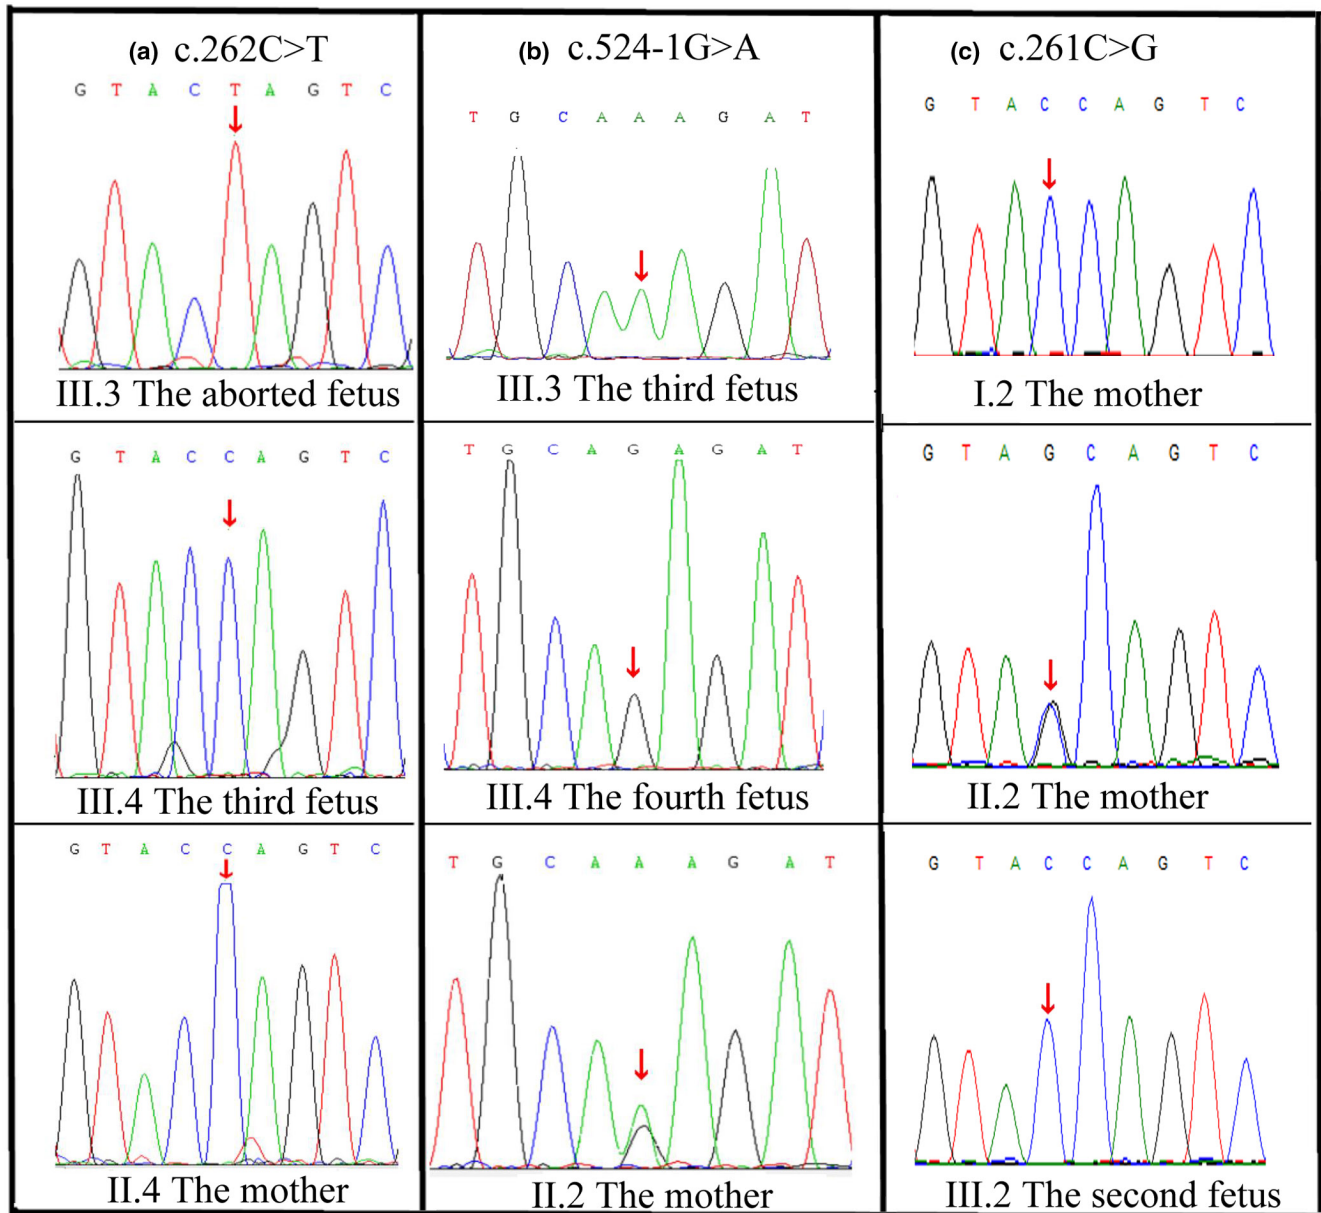 (a) c.262C>T
G T A C T A G T C
III.3 The aborted fetus
G T A C C A G T C
III.4 The third fetus
G T A C C A G T C
II.4 The mother
(b) c.524-1G>A
T G C A A A G A T
III.3 The third fetus
T G C A G A G A T
III.4 The fourth fetus
T G C A A A G A T
II.2 The mother
(c) c.261C>G
G T A C C A G T C
I.2 The mother
G T A G C A G T C
II.2 The mother
G T A C C A G T C
III.2 The second fetus